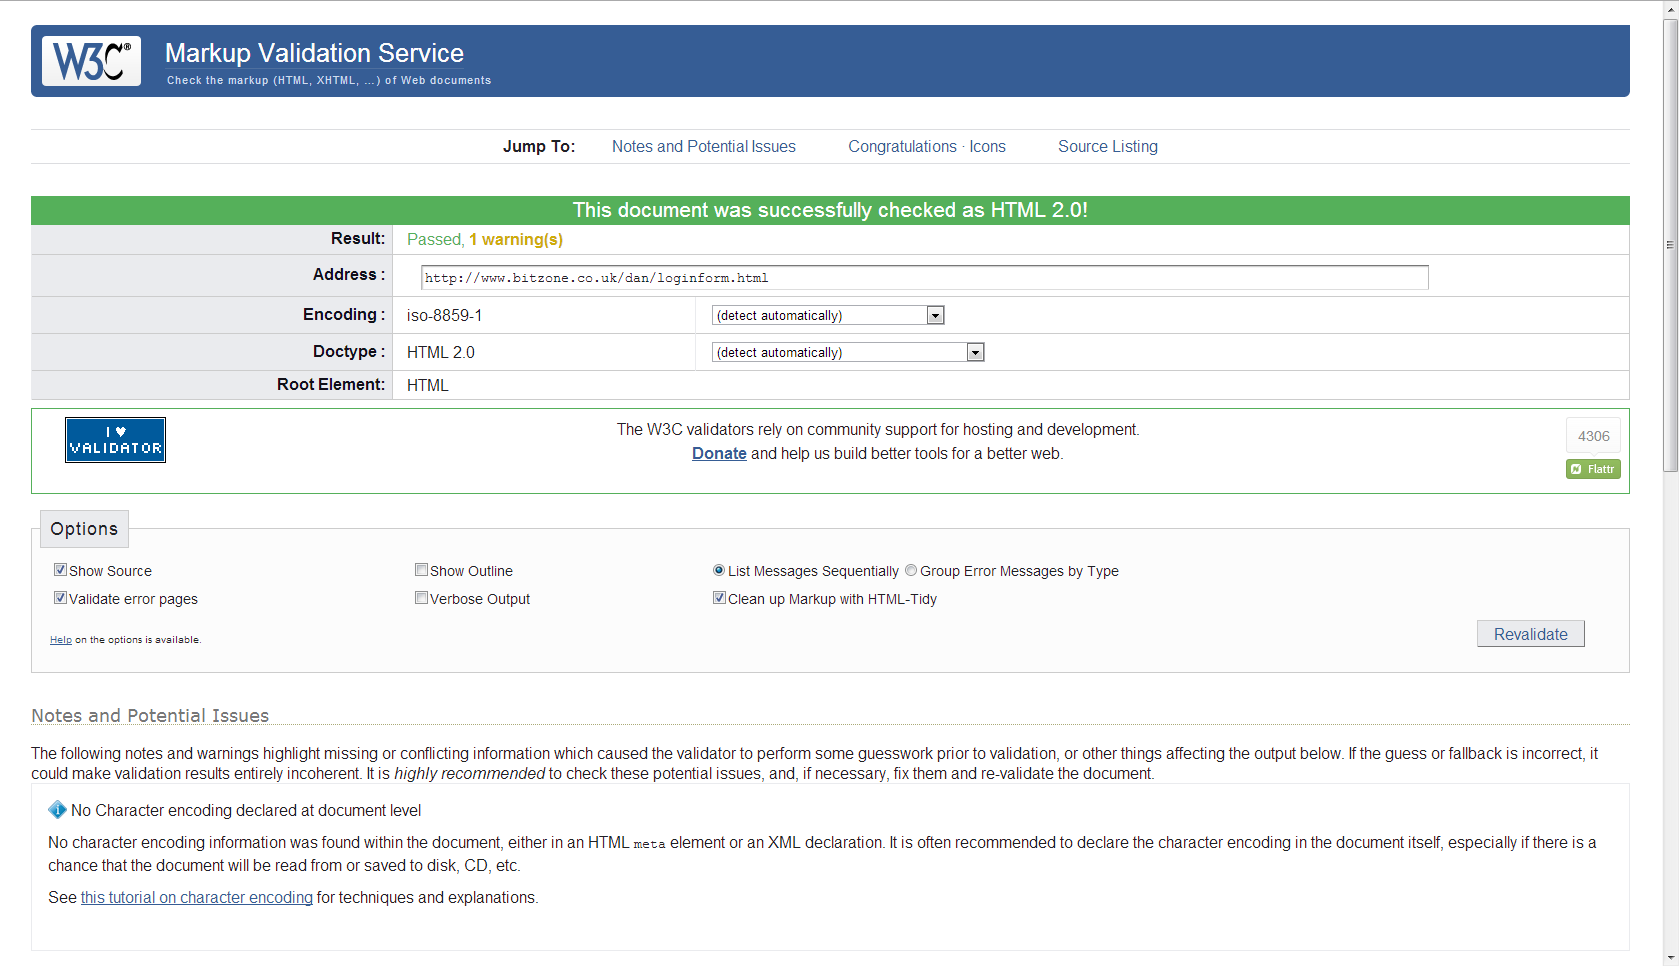 W3C®
Markup Validation Service
Check the markup (HTML, XHTML, …) of Web documents
Jump To: Notes and Potential Issues Congratulations · Icons Source Listing
This document was successfully checked as HTML 2.0!
Result: Passed, 1 warning(s)
Address : http://www.bitzone.co.uk/dan/loginform.html
Encoding : iso-8859-1 (detect automatically)
Doctype : HTML 2.0 (detect automatically)
Root Element: HTML
I ♥
VALIDATOR
The W3C validators rely on community support for hosting and development.
Donate and help us build better tools for a better web.
4306
Flattr
Options
Show Source Show Outline List Messages Sequentially Group Error Messages by Type
Validate error pages Verbose Output Clean up Markup with HTML-Tidy
Help on the options is available.
Revalidate
Notes and Potential Issues
The following notes and warnings highlight missing or conflicting information which caused the validator to perform some guesswork prior to validation, or other things affecting the output below. If the guess or fallback is incorrect, it
could make validation results entirely incoherent. It is highly recommended to check these potential issues, and, if necessary, fix them and re-validate the document.
No Character encoding declared at document level
No character encoding information was found within the document, either in an HTML meta element or an XML declaration. It is often recommended to declare the character encoding in the document itself, especially if there is a
chance that the document will be read from or saved to disk, CD, etc.
See this tutorial on character encoding for techniques and explanations.